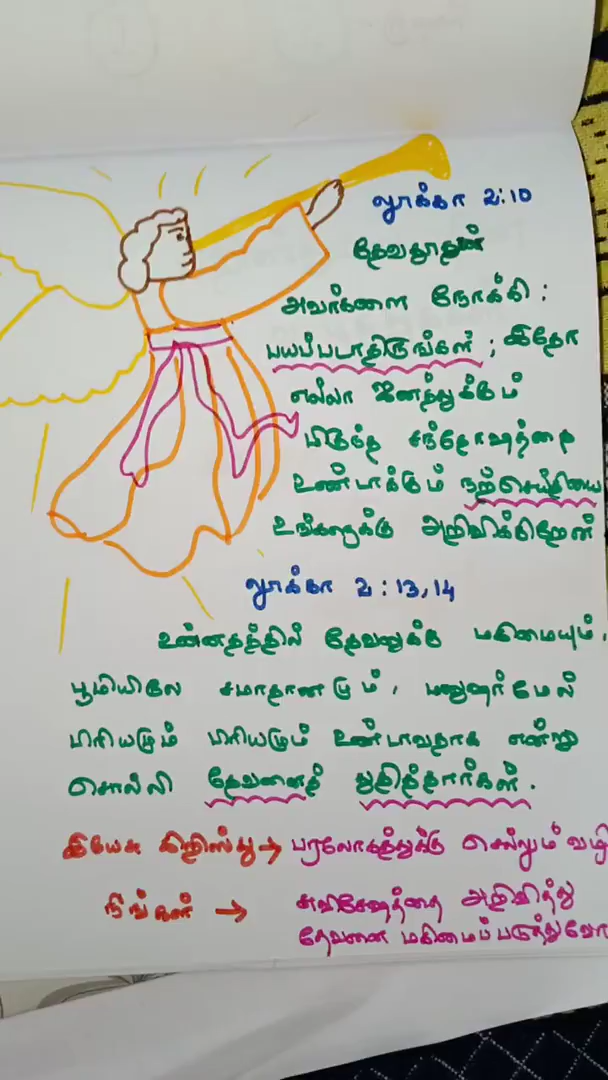 லூக்கா 2:10
தேவதூதன்
அவர்களை நோக்கி :
பயப்படாதிருங்கள் ; இதோ
எல்லா ஜனத்துக்கும்
மிகுந்த சந்தோஷத்தை
உண்டாக்கும் நற்செய்தியை
உங்களுக்கு அறிவிக்கிறேன்
லூக்கா 2 : 13, 14
உன்னதத்தில் தேவனுக்கு மகிமையும்,
பூமியிலே சமாதானமும், மனுஷர்மேல்
பிரியமும் பிரியமும் உண்டாவதாக என்று
சொல்லி தேவனைத் துதித்தார்கள்.
இயேசு கிறிஸ்து → பரலோகத்துக்கு செல்லும் வழி
நீங்கள் → சுவிசேஷத்தை அறிவித்து
தேவனை மகிமைப்படுத்துவோ